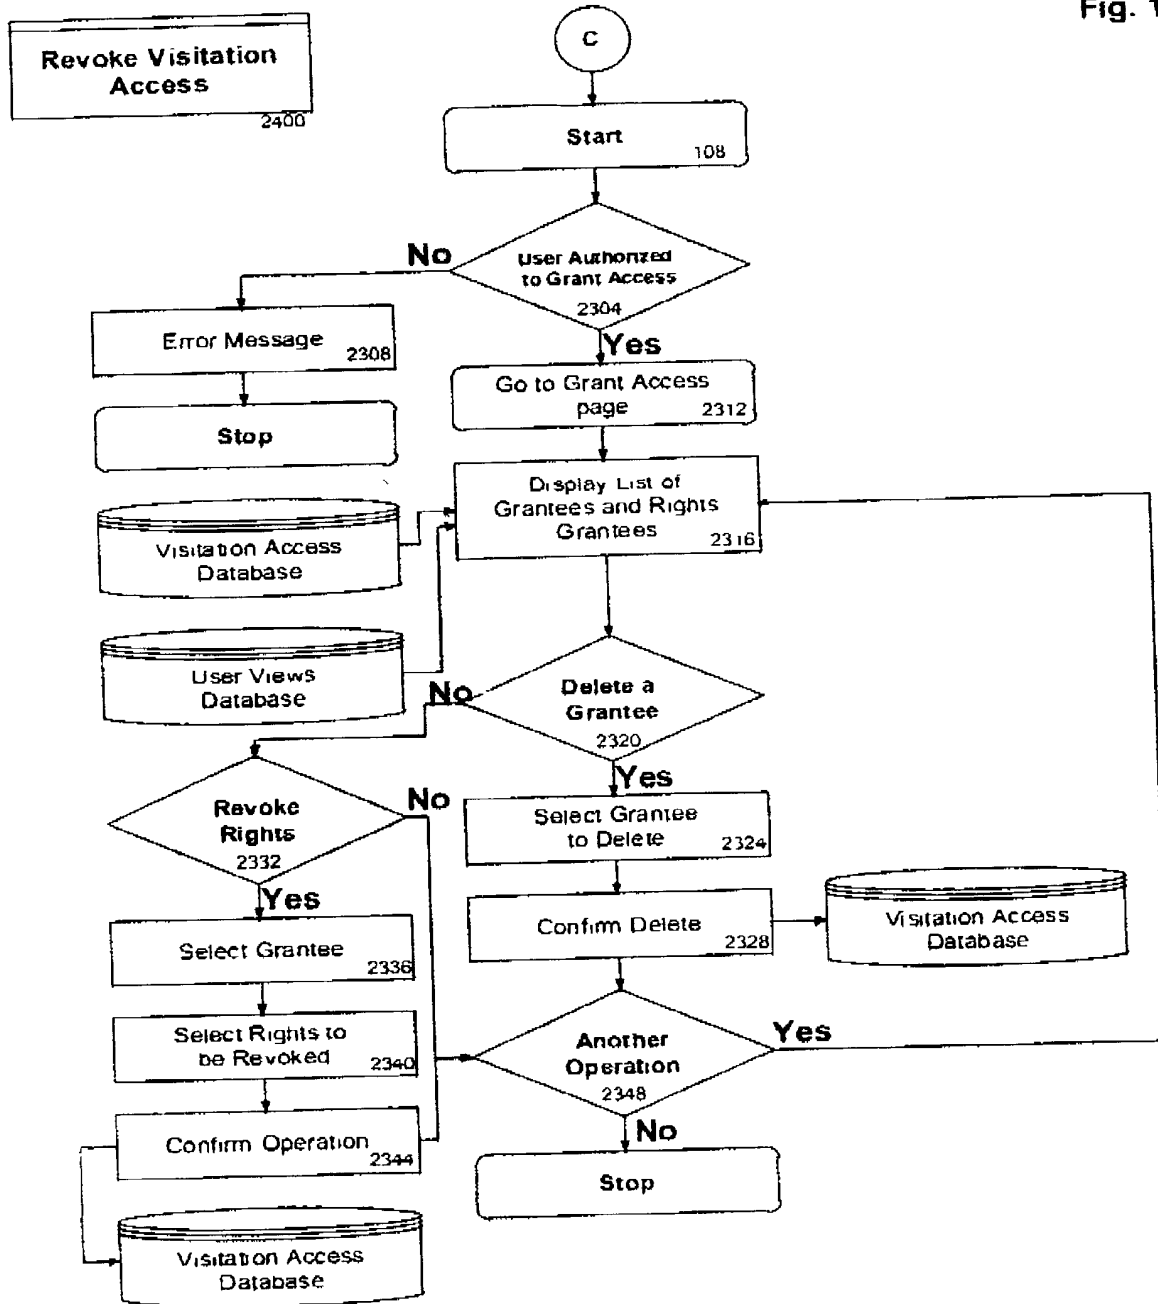 Fig. 1
Revoke Visitation
Access
2400
C
Start
108
No
User Authorized
to Grant Access
2304
Error Message
2308
Yes
Go to Grant Access
page
2312
Stop
Display List of
Grantees and Rights
Grantees
2316
Visitation Access
Database
User Views
Database
No
Delete a
Grantee
2320
Yes
Revoke
Rights
2332
No
Select Grantee
to Delete
2324
Yes
Confirm Delete
2328
Visitation Access
Database
Select Grantee
2336
Select Rights to
be Revoked
2340
Another
Operation
2348
Yes
Confirm Operation
2344
No
Stop
Visitation Access
Database